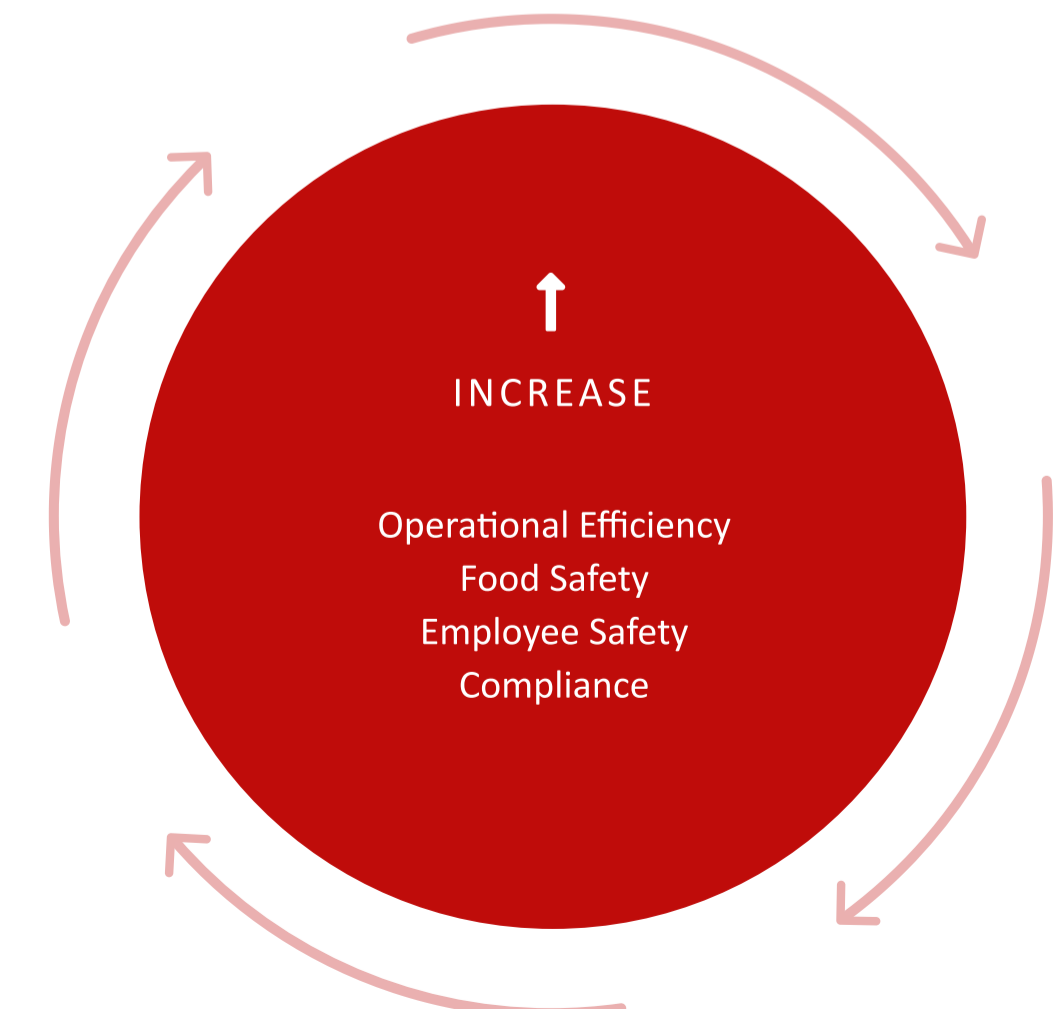 INCREASE
Operational Efficiency
Food Safety
Employee Safety
Compliance